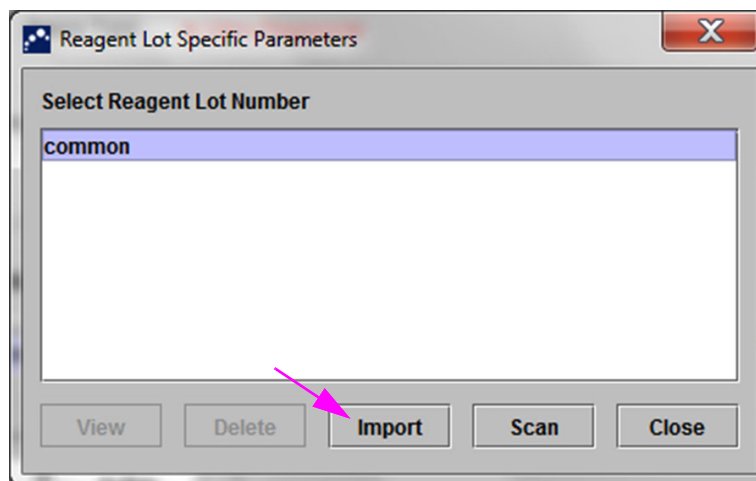 Reagent Lot Specific Parameters
Select Reagent Lot Number
common
View Delete Import Scan Close